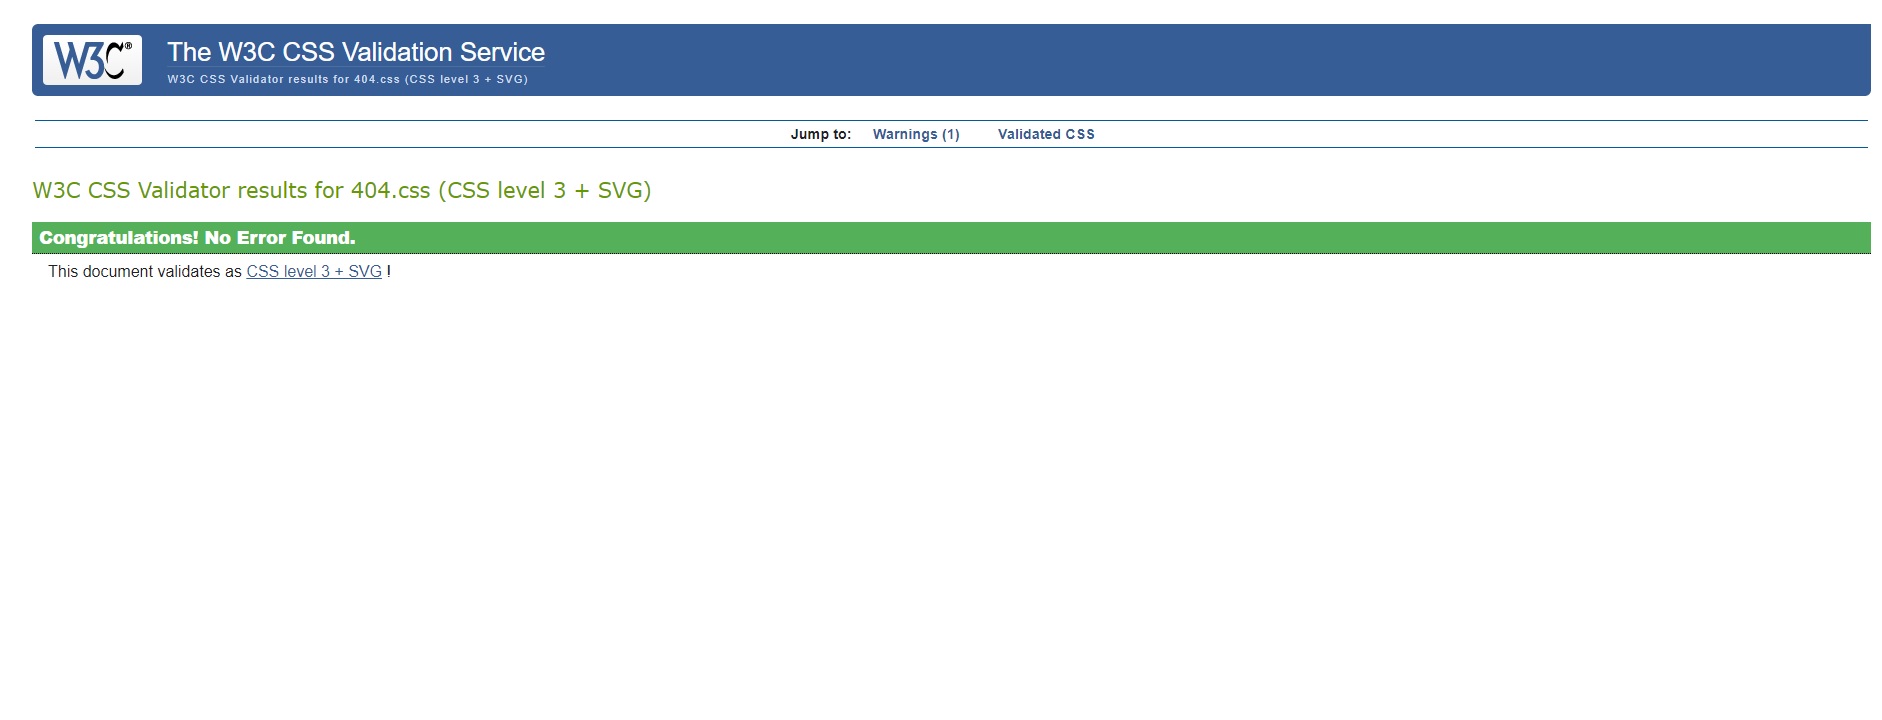 W3C®
The W3C CSS Validation Service
W3C CSS Validator results for 404.css (CSS level 3 + SVG)
Jump to: Warnings (1) Validated CSS
W3C CSS Validator results for 404.css (CSS level 3 + SVG)
Congratulations! No Error Found.
This document validates as CSS level 3 + SVG !